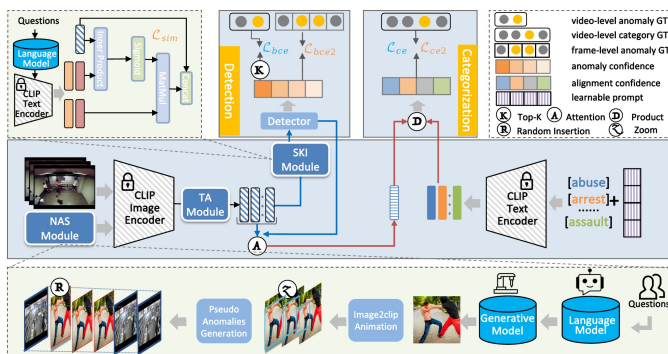 Questions
Language
Model
CLIP
Text
Encoder
Inner
Product
Sigmoid
MatMul
Concat
ℒsim
Detection
ℒbce
ℒbce2
K
Detector
SKI
Module
Categorization
ℒce
ℒce2
D
video-level anomaly GT
video-level category GT
frame-level anomaly GT
anomaly confidence
alignment confidence
learnable prompt
K Top-K A Attention D Product
R Random Insertion Z Zoom
NAS
Module
CLIP
Image
Encoder
TA
Module
A
CLIP
Text
Encoder
[abuse]
[arrest]
......
[assault]
+
R
Pseudo
Anomalies
Generation
Z
Image2clip
Animation
Generative
Model
Language
Model
Questions